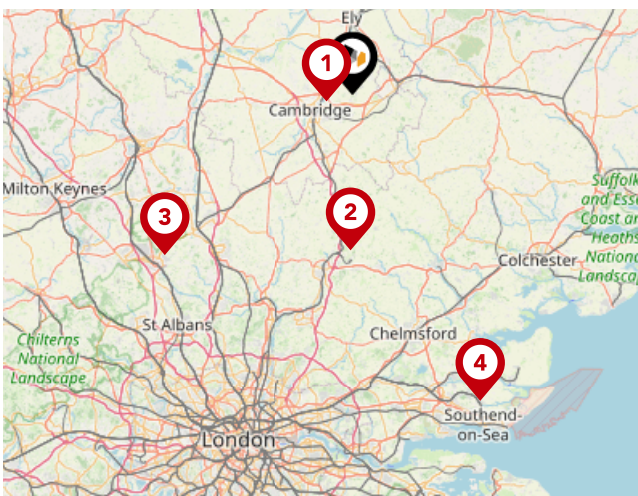 Ely
1
Cambridge
Milton Keynes
Suffolk
and Esse
Coast an
Heaths
Nationa
Landscap
3
2
Colchester
St Albans
Chelmsford
Chilterns
National
Landscape
4
Southend-
on-Sea
London